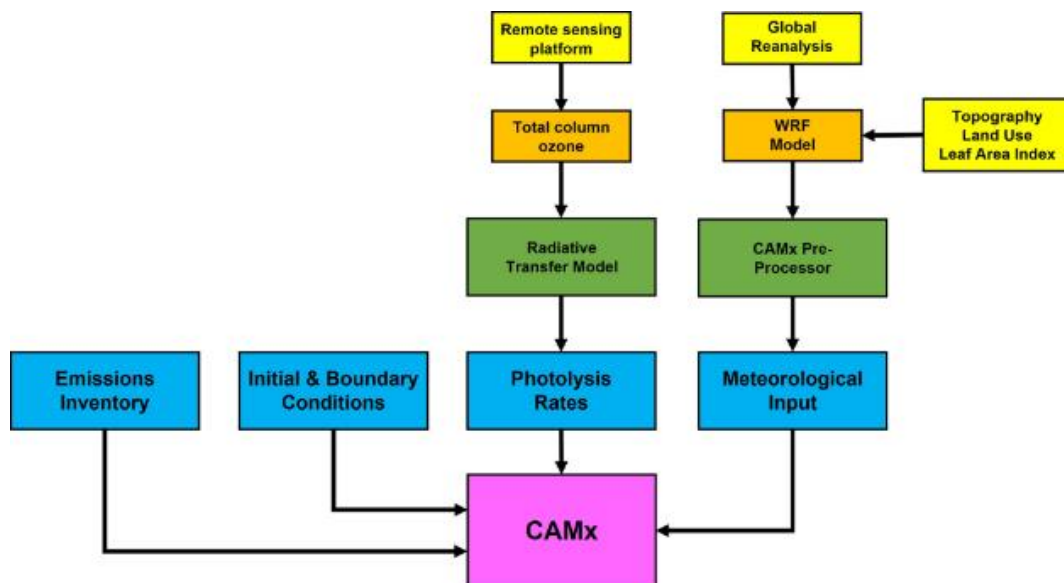 Remote sensing
platform
Global
Reanalysis
Total column
ozone
WRF
Model
Topography
Land Use
Leaf Area Index
Radiative
Transfer Model
CAMx Pre-
Processor
Emissions
Inventory
Initial & Boundary
Conditions
Photolysis
Rates
Meteorological
Input
CAMx